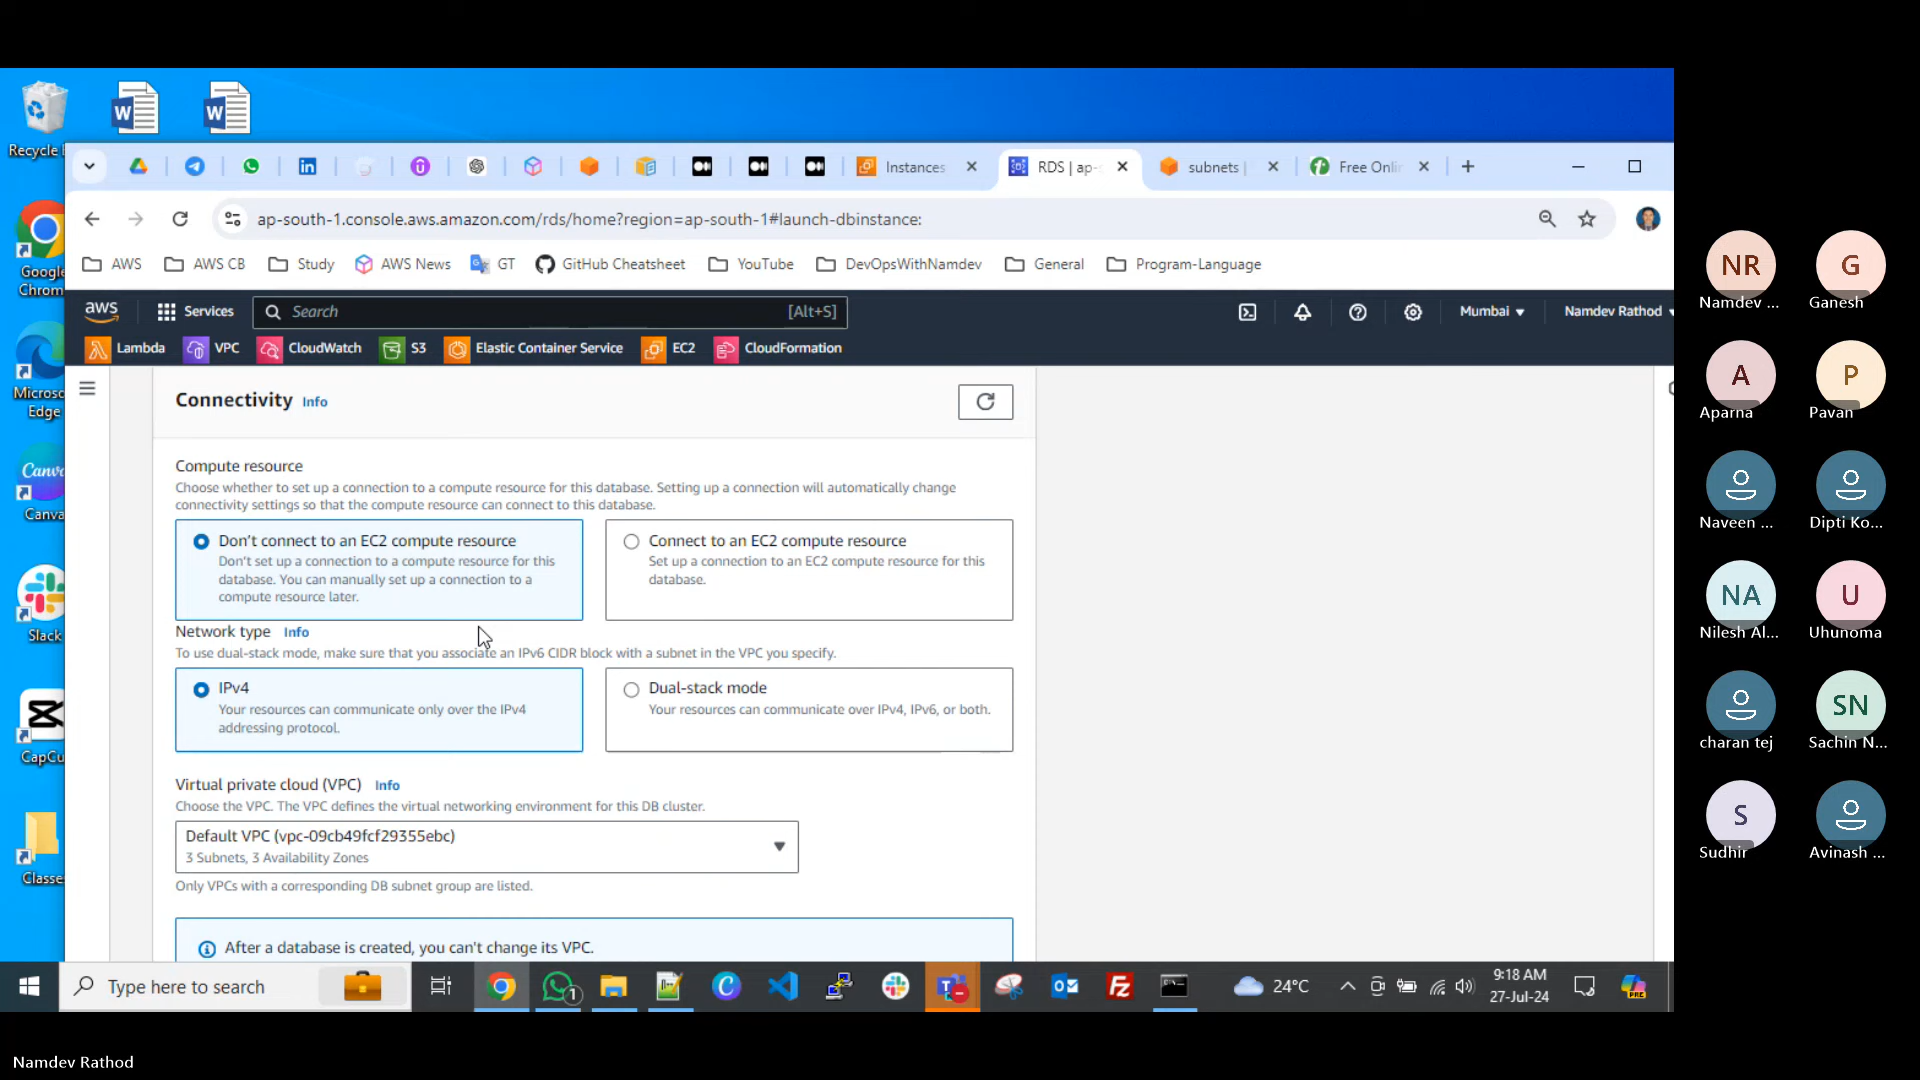 Recycle
Google
Chrom
Microso
Edge
Canva
Slack
CapCu
Classe
Instances
RDS | ap-s
subnets |
Free Onli
ap-south-1.console.aws.amazon.com/rds/home?region=ap-south-1#launch-dbinstance:
AWS
AWS CB
Study
AWS News
GT
GitHub Cheatsheet
YouTube
DevOpsWithNamdev
General
Program-Language
aws
Services
Search
[Alt+S]
Mumbai ▼
Namdev Rathod
Lambda
VPC
CloudWatch
S3
Elastic Container Service
EC2
CloudFormation
Connectivity Info
Compute resource
Choose whether to set up a connection to a compute resource for this database. Setting up a connection will automatically change
connectivity settings so that the compute resource can connect to this database.
Don't connect to an EC2 compute resource
Don't set up a connection to a compute resource for this
database. You can manually set up a connection to a
compute resource later.
Connect to an EC2 compute resource
Set up a connection to an EC2 compute resource for this
database.
Network type Info
To use dual-stack mode, make sure that you associate an IPv6 CIDR block with a subnet in the VPC you specify.
IPv4
Your resources can communicate only over the IPv4
addressing protocol.
Dual-stack mode
Your resources can communicate over IPv4, IPv6, or both.
Virtual private cloud (VPC) Info
Choose the VPC. The VPC defines the virtual networking environment for this DB cluster.
Default VPC (vpc-09cb49fcf29355ebc)
3 Subnets, 3 Availability Zones
Only VPCs with a corresponding DB subnet group are listed.
After a database is created, you can't change its VPC.
Type here to search
1
24°C
9:18 AM
27-Jul-24
NR
Namdev ...
G
Ganesh
A
Aparna
P
Pavan
Naveen ...
Dipti Ko...
NA
Nilesh Al...
U
Uhunoma
charan tej
SN
Sachin N...
S
Sudhir
Avinash ...
Namdev Rathod